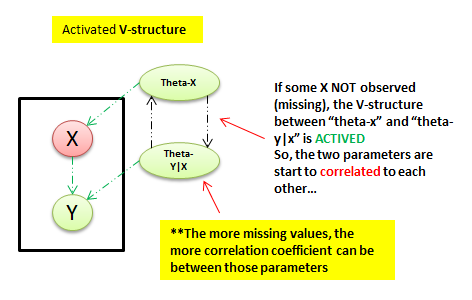 Activated V-structure
Theta-X
X
Theta-
Y|X
Y
If some X NOT observed
(missing), the V-structure
between “theta-x” and “theta-
y|x” is ACTIVED
So, the two parameters are
start to correlated to each
other...
**The more missing values, the
more correlation coefficient can be
between those parameters